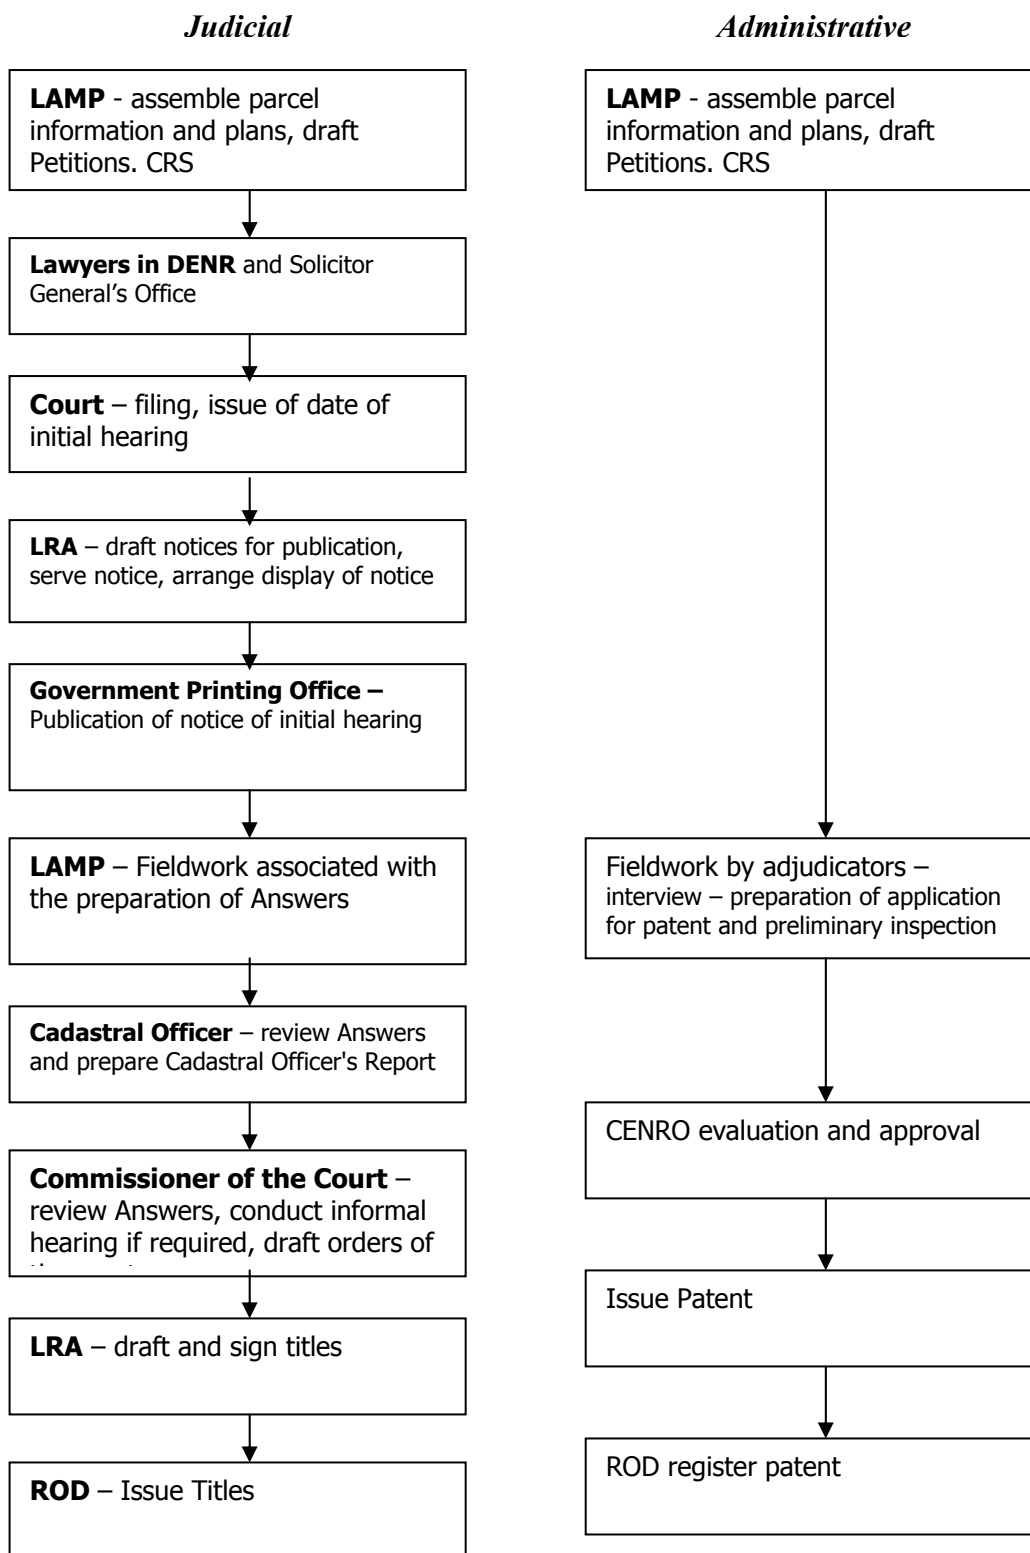 Judicial
LAMP - assemble parcel
information and plans, draft
Petitions. CRS
Lawyers in DENR and Solicitor
General’s Office
Court – filing, issue of date of
initial hearing
LRA – draft notices for publication,
serve notice, arrange display of notice
Government Printing Office –
Publication of notice of initial hearing
LAMP – Fieldwork associated with
the preparation of Answers
Cadastral Officer – review Answers
and prepare Cadastral Officer's Report
Commissioner of the Court –
review Answers, conduct informal
hearing if required, draft orders of
LRA – draft and sign titles
ROD – Issue Titles
Administrative
LAMP - assemble parcel
information and plans, draft
Petitions. CRS
Fieldwork by adjudicators –
interview – preparation of application
for patent and preliminary inspection
CENRO evaluation and approval
Issue Patent
ROD register patent